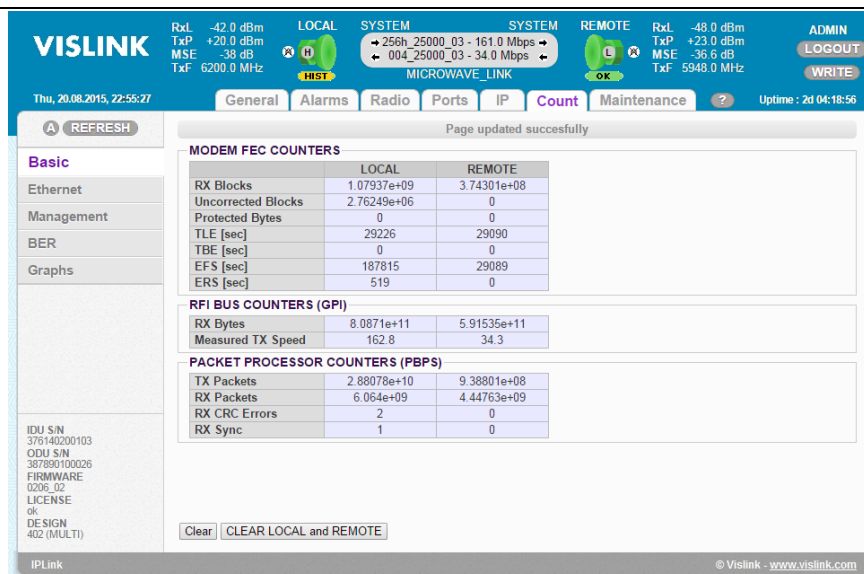 VISLINK
RxL -42.0 dBm
TxP +20.0 dBm
MSE -38 dB
TxF 6200.0 MHz
LOCAL
H
HIST
SYSTEM SYSTEM
256h_25000_03 - 161.0 Mbps
004_25000_03 - 34.0 Mbps
MICROWAVE_LINK
REMOTE
L
OK
RxL -48.0 dBm
TxP +23.0 dBm
MSE -36.6 dB
TxF 5948.0 MHz
ADMIN
LOGOUT
WRITE
Thu, 20.08.2015, 22:55:27
General Alarms Radio Ports IP Count Maintenance ?
Uptime : 2d 04:18:56
A REFRESH
Basic
Ethernet
Management
BER
Graphs
IDU S/N
376140200103
ODU S/N
387890100026
FIRMWARE
0206_02
LICENSE
ok
DESIGN
402 (MULTI)
Page updated succesfully
MODEM FEC COUNTERS
LOCAL REMOTE
RX Blocks 1.07937e+09 3.74301e+08
Uncorrected Blocks 2.76249e+06 0
Protected Bytes 0 0
TLE [sec] 29226 29090
TBE [sec] 0 0
EFS [sec] 187815 29089
ERS [sec] 519 0
RFI BUS COUNTERS (GPI)
RX Bytes 8.0871e+11 5.91535e+11
Measured TX Speed 162.8 34.3
PACKET PROCESSOR COUNTERS (PBPS)
TX Packets 2.88078e+10 9.38801e+08
RX Packets 6.064e+09 4.44763e+09
RX CRC Errors 2 0
RX Sync 1 0
Clear CLEAR LOCAL and REMOTE
IPLink
© Vislink - www.vislink.com